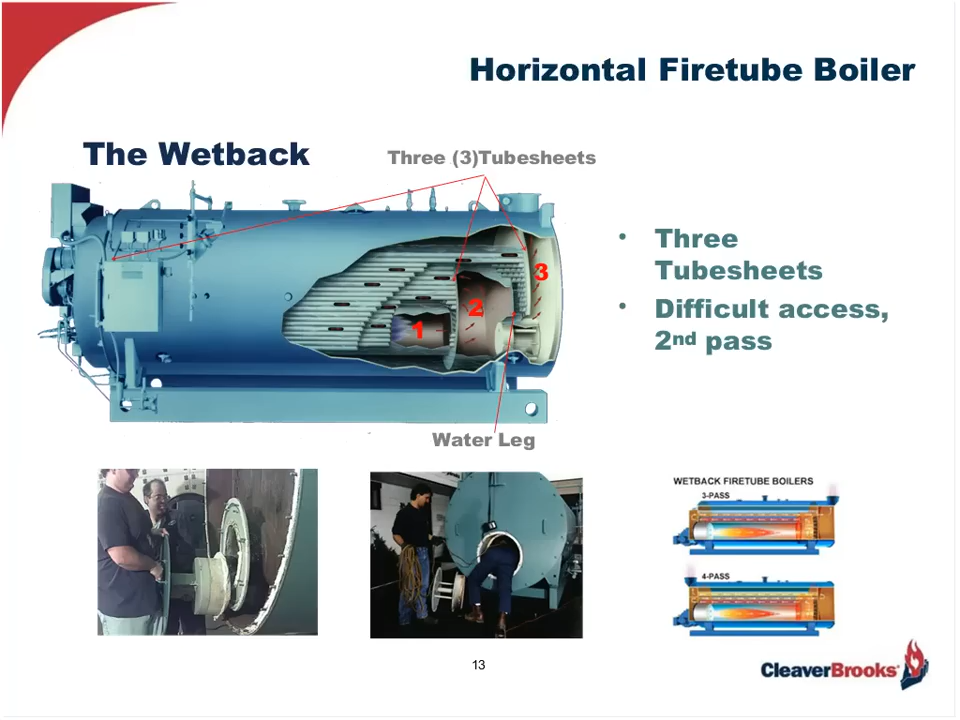 Horizontal Firetube Boiler
The Wetback
Three (3)Tubesheets
3
2
1
Water Leg
• Three
Tubesheets
• Difficult access,
2nd pass
WETBACK FIRETUBE BOILERS
3-PASS
4-PASS
13
CleaverBrooks